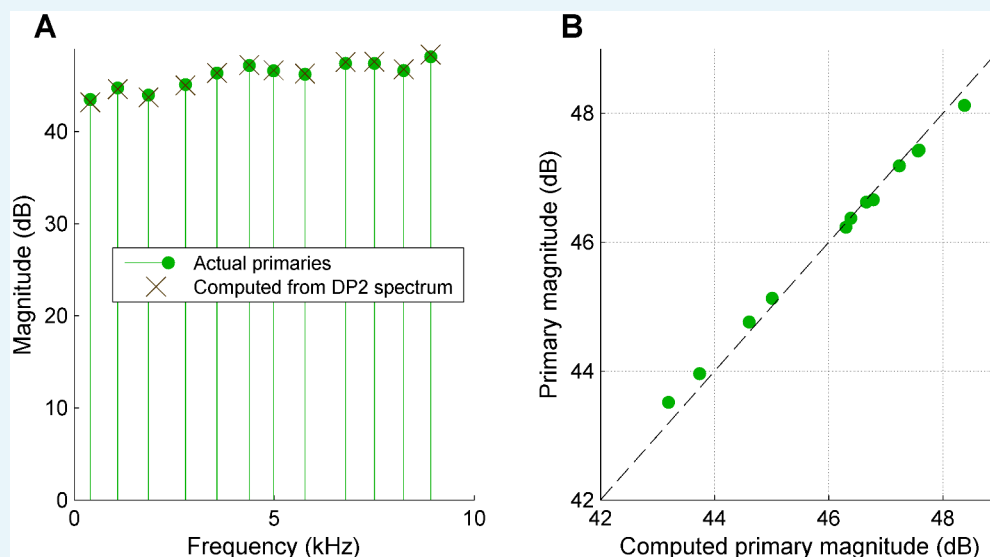 A
Magnitude (dB)
40
30
20
10
0
0 5 10
Frequency (kHz)
Actual primaries
Computed from DP2 spectrum
B
Primary magnitude (dB)
48
46
44
42
42 44 46 48
Computed primary magnitude (dB)